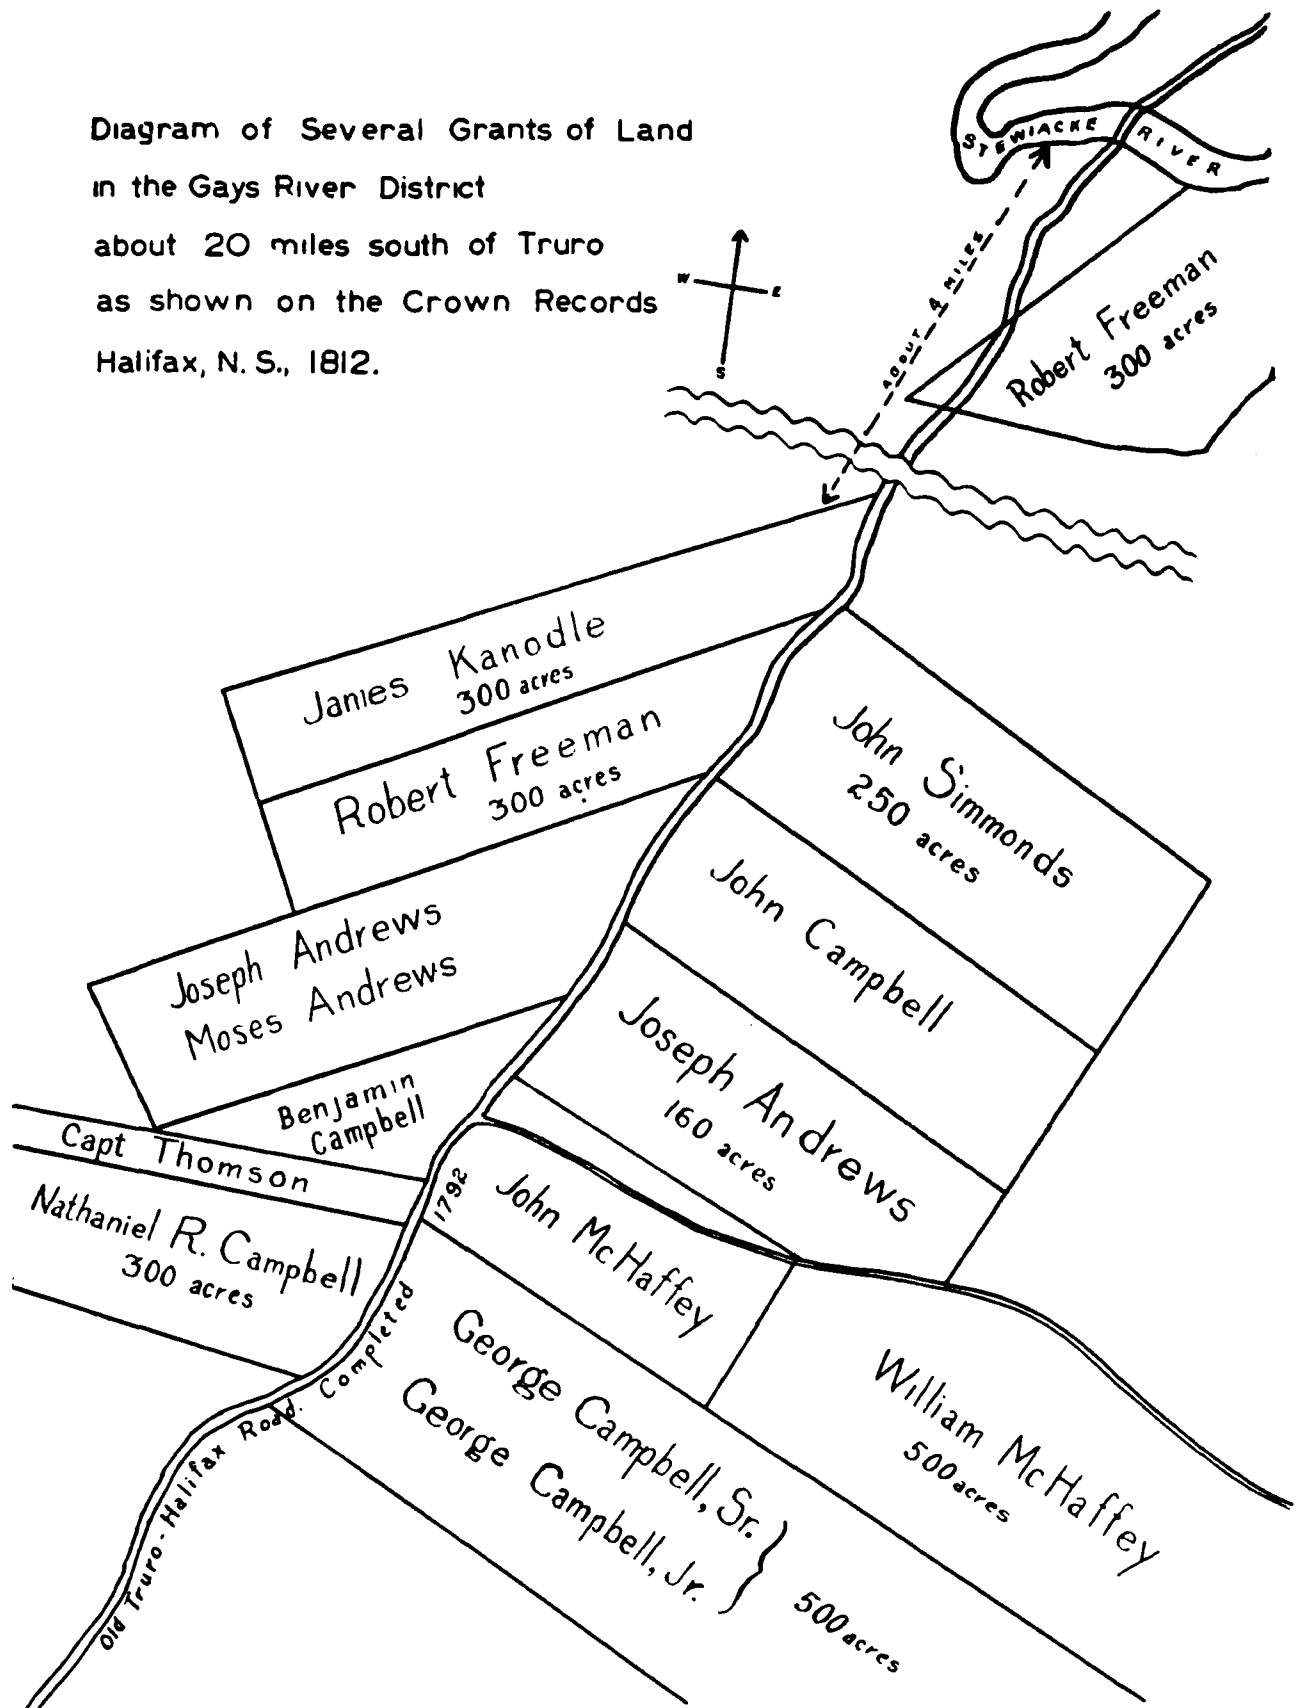 Diagram of Several Grants of Land
in the Gays River District
about 20 miles south of Truro
as shown on the Crown Records
Halifax, N. S., 1812.
STEWIACKE RIVER
W E
S
ABOUT 4 MILES
Robert Freeman
300 acres
James Kanodle
300 acres
Robert Freeman
300 acres
John Simmonds
250 acres
John Campbell
Joseph Andrews
Moses Andrews
Joseph Andrews
160 acres
Benjamin
Campbell
Capt Thomson
Nathaniel R. Campbell
300 acres
John McHaffey
William McHaffey
500 acres
George Campbell, Sr.
George Campbell, Jr.
500 acres
Old Truro-Halifax Road. Completed 1792